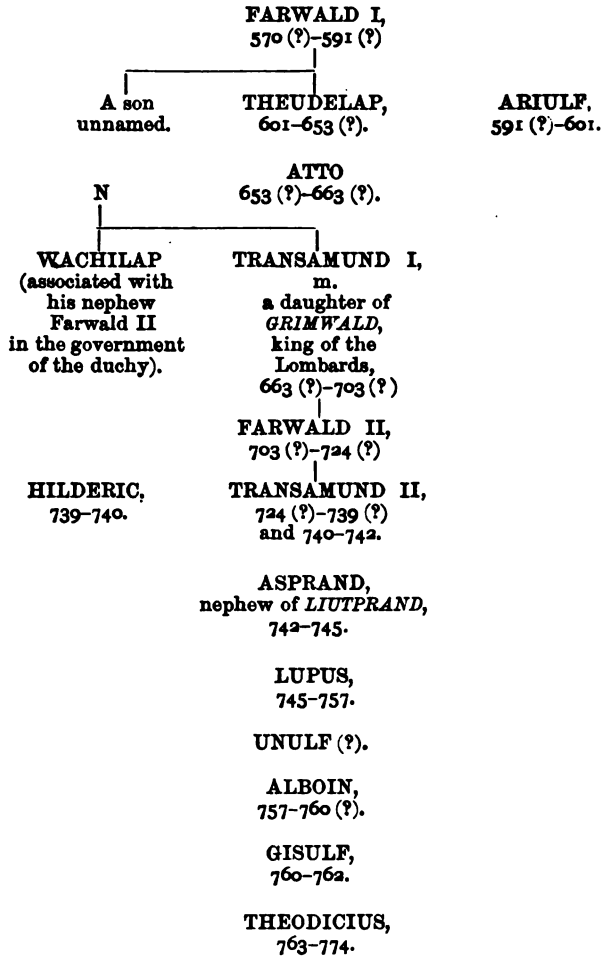 FARWALD I,
570 (?)–591 (?)
A son
unnamed.
THEUDELAP,
601–653 (?).
ARIULF,
591 (?)–601.
ATTO
653 (?)–663 (?).
N
WACHILAP
(associated with
his nephew
Farwald II
in the government
of the duchy).
TRANSAMUND I,
m.
a daughter of
GRIMWALD,
king of the
Lombards,
663 (?)–703 (?)
FARWALD II,
703 (?)–724 (?)
HILDERIC,
739–740.
TRANSAMUND II,
724 (?)–739 (?)
and 740–742.
ASPRAND,
nephew of LIUTPRAND,
742–745.
LUPUS,
745–757.
UNULF (?).
ALBOIN,
757–760 (?).
GISULF,
760–762.
THEODICIUS,
763–774.